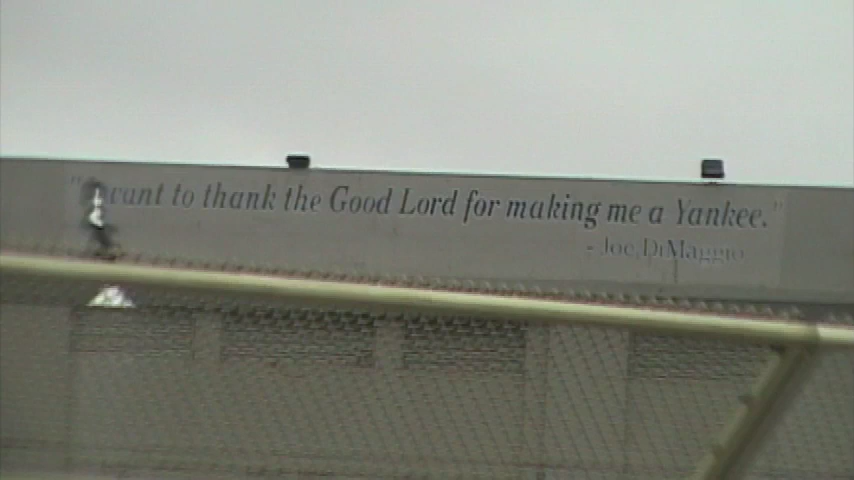 "I want to thank the Good Lord for making me a Yankee."
- Joe DiMaggio